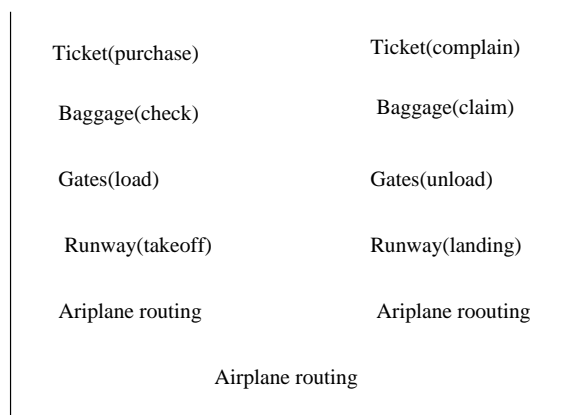 Ticket(purchase) Ticket(complain)
Baggage(check) Baggage(claim)
Gates(load) Gates(unload)
Runway(takeoff) Runway(landing)
Ariplane routing Ariplane roouting
Airplane routing